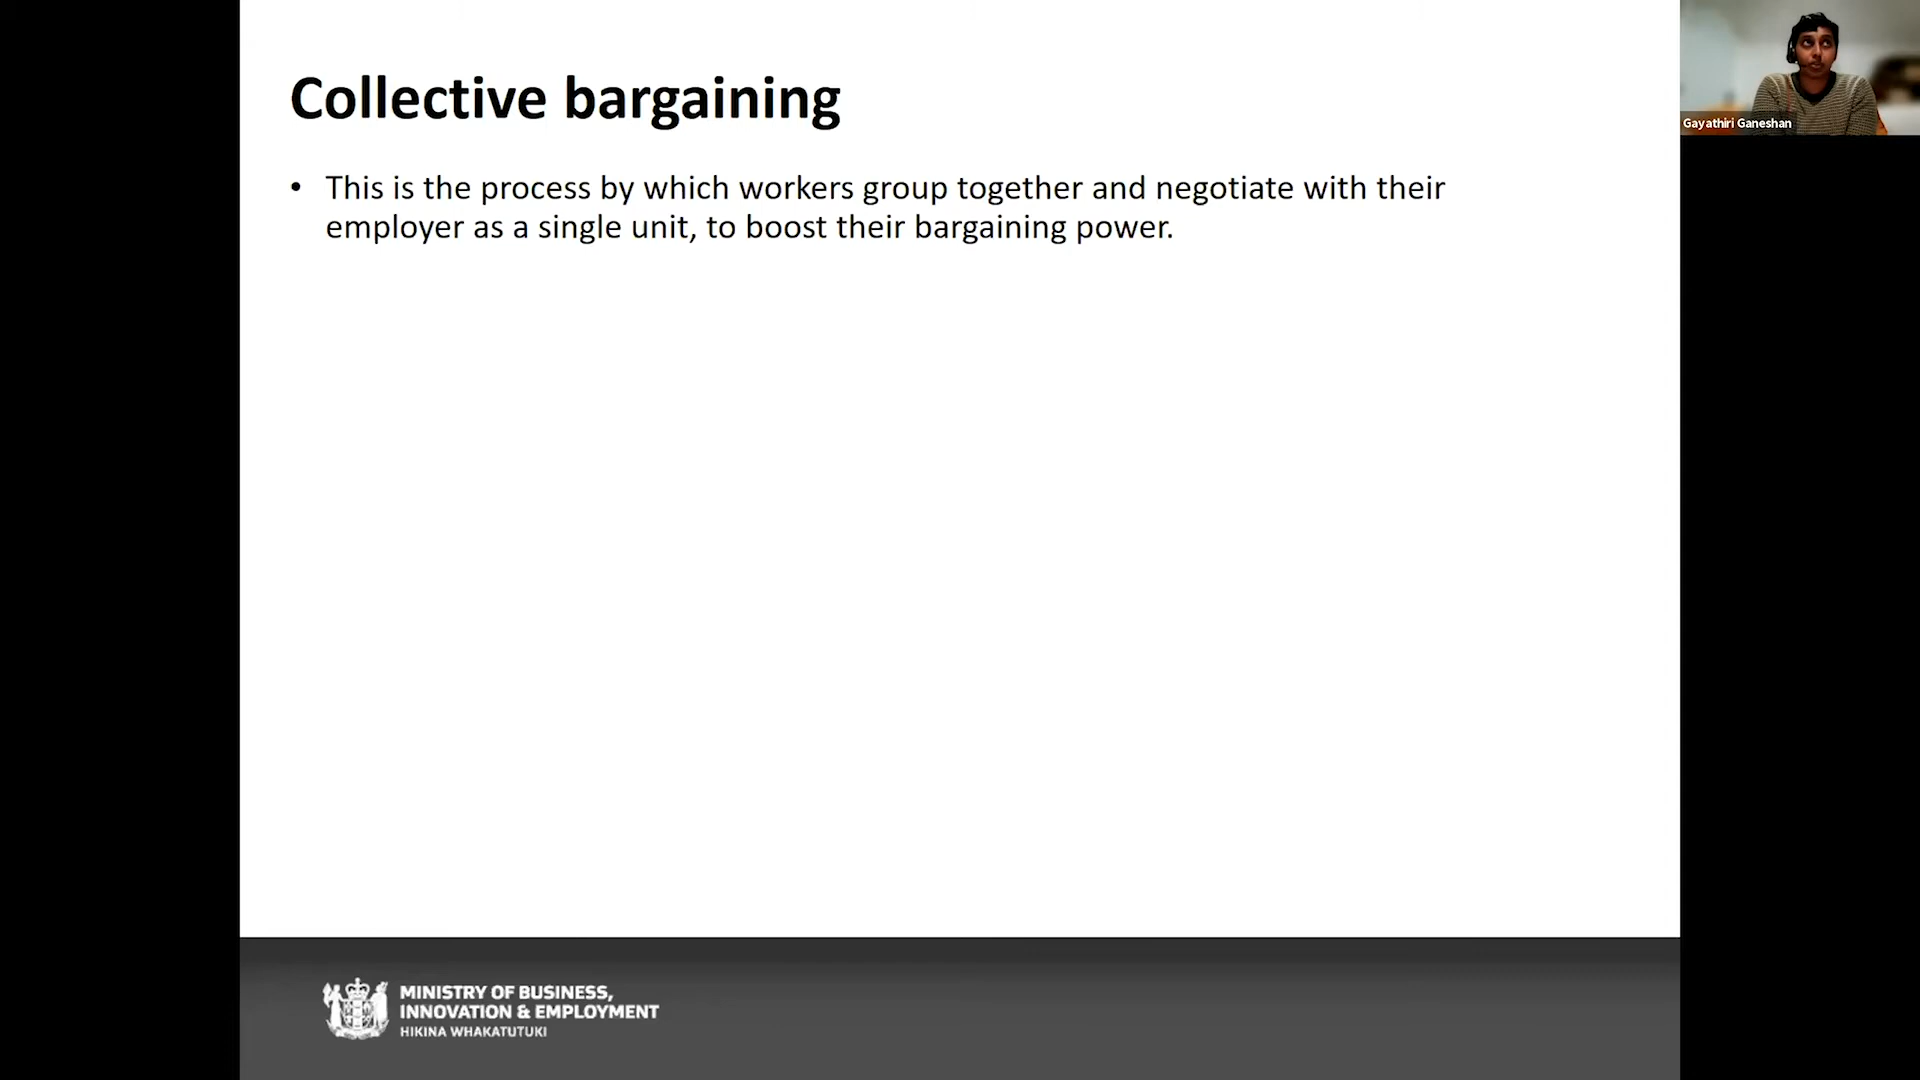 Collective bargaining
• This is the process by which workers group together and negotiate with their
employer as a single unit, to boost their bargaining power.
Gayathiri Ganeshan
MINISTRY OF BUSINESS,
INNOVATION & EMPLOYMENT
HIKINA WHAKATUTUKI